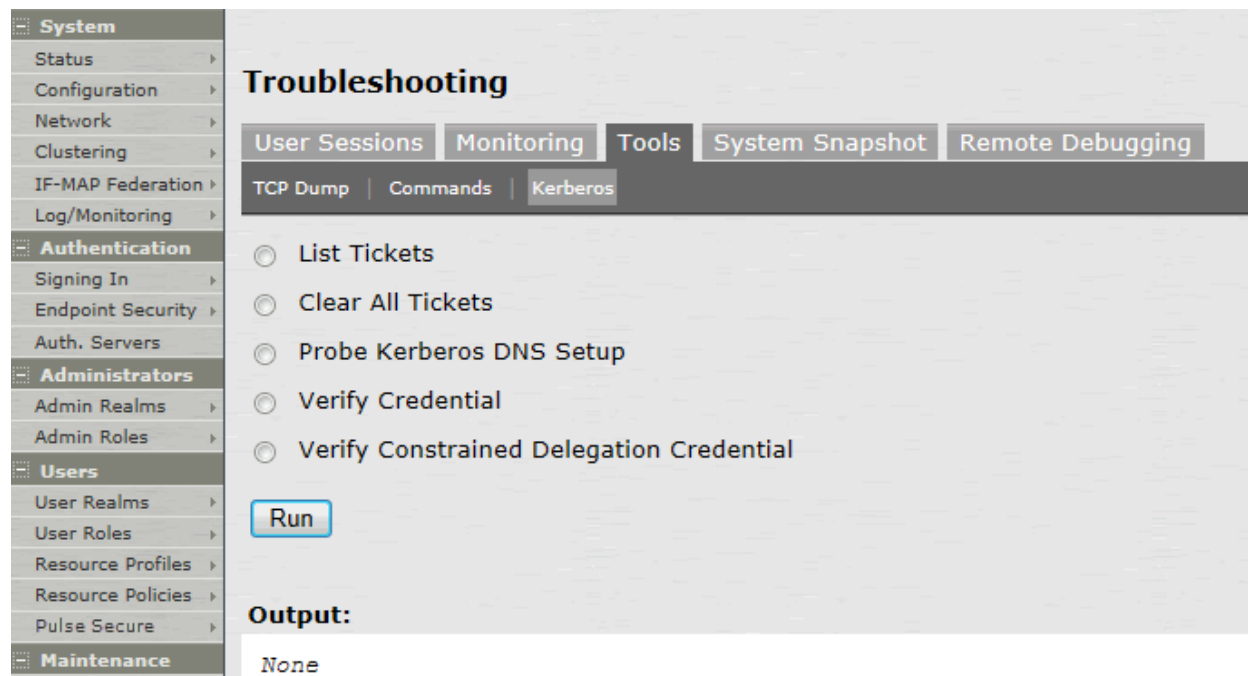 System
Status
Configuration
Network
Clustering
IF-MAP Federation
Log/Monitoring
Authentication
Signing In
Endpoint Security
Auth. Servers
Administrators
Admin Realms
Admin Roles
Users
User Realms
User Roles
Resource Profiles
Resource Policies
Pulse Secure
Maintenance
Troubleshooting
User Sessions Monitoring Tools System Snapshot Remote Debugging
TCP Dump | Commands | Kerberos
List Tickets
Clear All Tickets
Probe Kerberos DNS Setup
Verify Credential
Verify Constrained Delegation Credential
Run
Output:
None